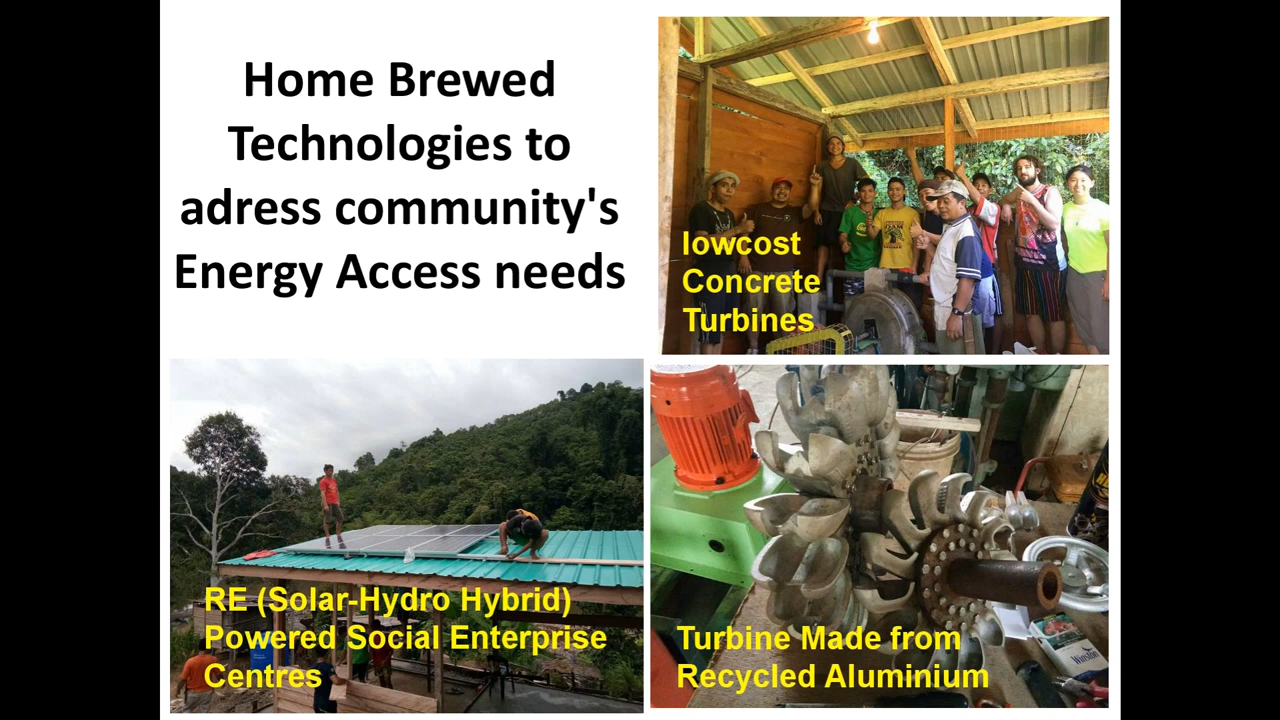 Home Brewed
Technologies to
adress community's
Energy Access needs
lowcost
Concrete
Turbines
RE (Solar-Hydro Hybrid)
Powered Social Enterprise
Centres
Turbine Made from
Recycled Aluminium
Winston